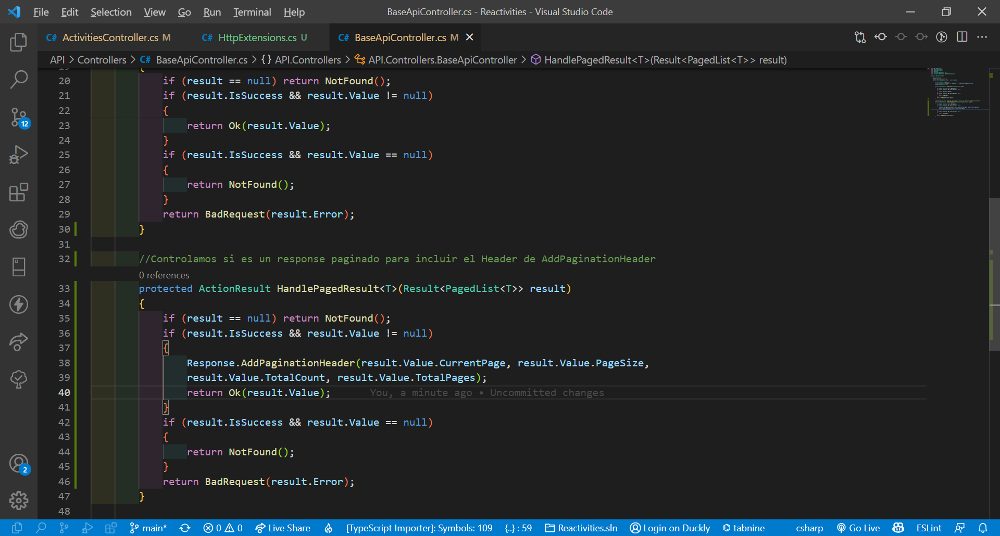 File Edit Selection View Go Run Terminal Help
BaseApiController.cs - Reactivities - Visual Studio Code
C# ActivitiesController.cs M
C# HttpExtensions.cs U
C# BaseApiController.cs M
API > Controllers > C# BaseApiController.cs > {} API.Controllers > API.Controllers.BaseApiController > HandlePagedResult<T>(Result<PagedList<T>> result)
{
20 if (result == null) return NotFound();
21 if (result.IsSuccess && result.Value != null)
22 {
23 return Ok(result.Value);
24 }
25 if (result.IsSuccess && result.Value == null)
26 {
27 return NotFound();
28 }
29 return BadRequest(result.Error);
30 }
31
32 //Controlamos si es un response paginado para incluir el Header de AddPaginationHeader
0 references
33 protected ActionResult HandlePagedResult<T>(Result<PagedList<T>> result)
34 {
35 if (result == null) return NotFound();
36 if (result.IsSuccess && result.Value != null)
37 {
38 Response.AddPaginationHeader(result.Value.CurrentPage, result.Value.PageSize,
39 result.Value.TotalCount, result.Value.TotalPages);
40 return Ok(result.Value); You, a minute ago • Uncommitted changes
41 }
42 if (result.IsSuccess && result.Value == null)
43 {
44 return NotFound();
45 }
46 return BadRequest(result.Error);
47 }
48
12
2
main* 0 0 Live Share [TypeScript Importer]: Symbols: 109 {..} : 59 Reactivities.sln Login on Duckly tabnine csharp Go Live ESLint